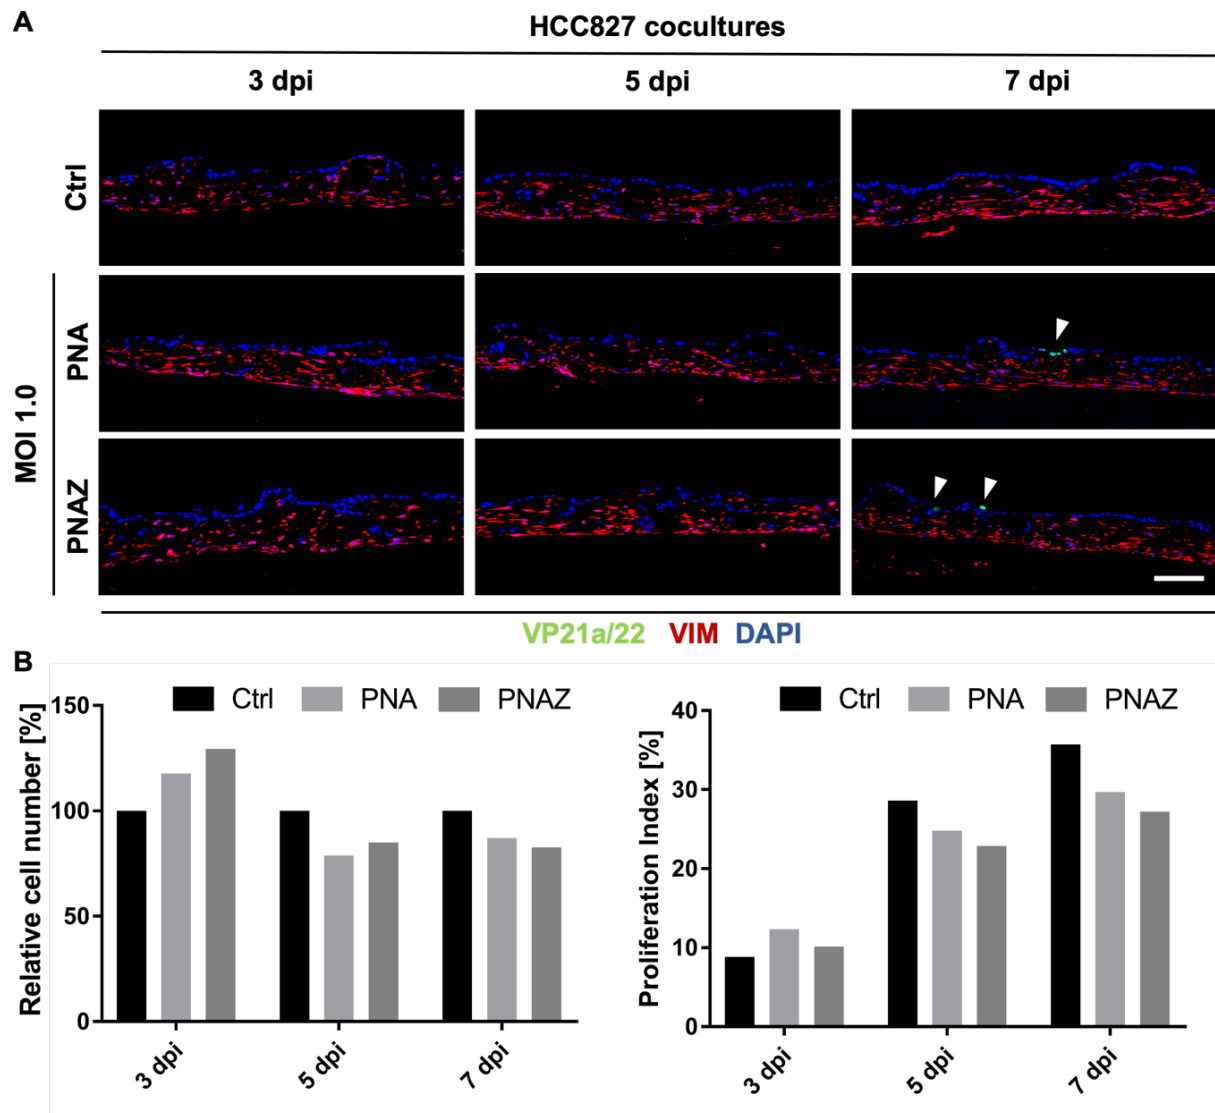 A
HCC827 cocultures
3 dpi 5 dpi 7 dpi
Ctrl
MOI 1.0
PNA
PNAZ
VP21a/22 VIM DAPI
B
Ctrl PNA PNAZ
Relative cell number [%]
150
100
50
0
3 dpi 5 dpi 7 dpi
Ctrl PNA PNAZ
Proliferation Index [%]
40
30
20
10
0
3 dpi 5 dpi 7 dpi